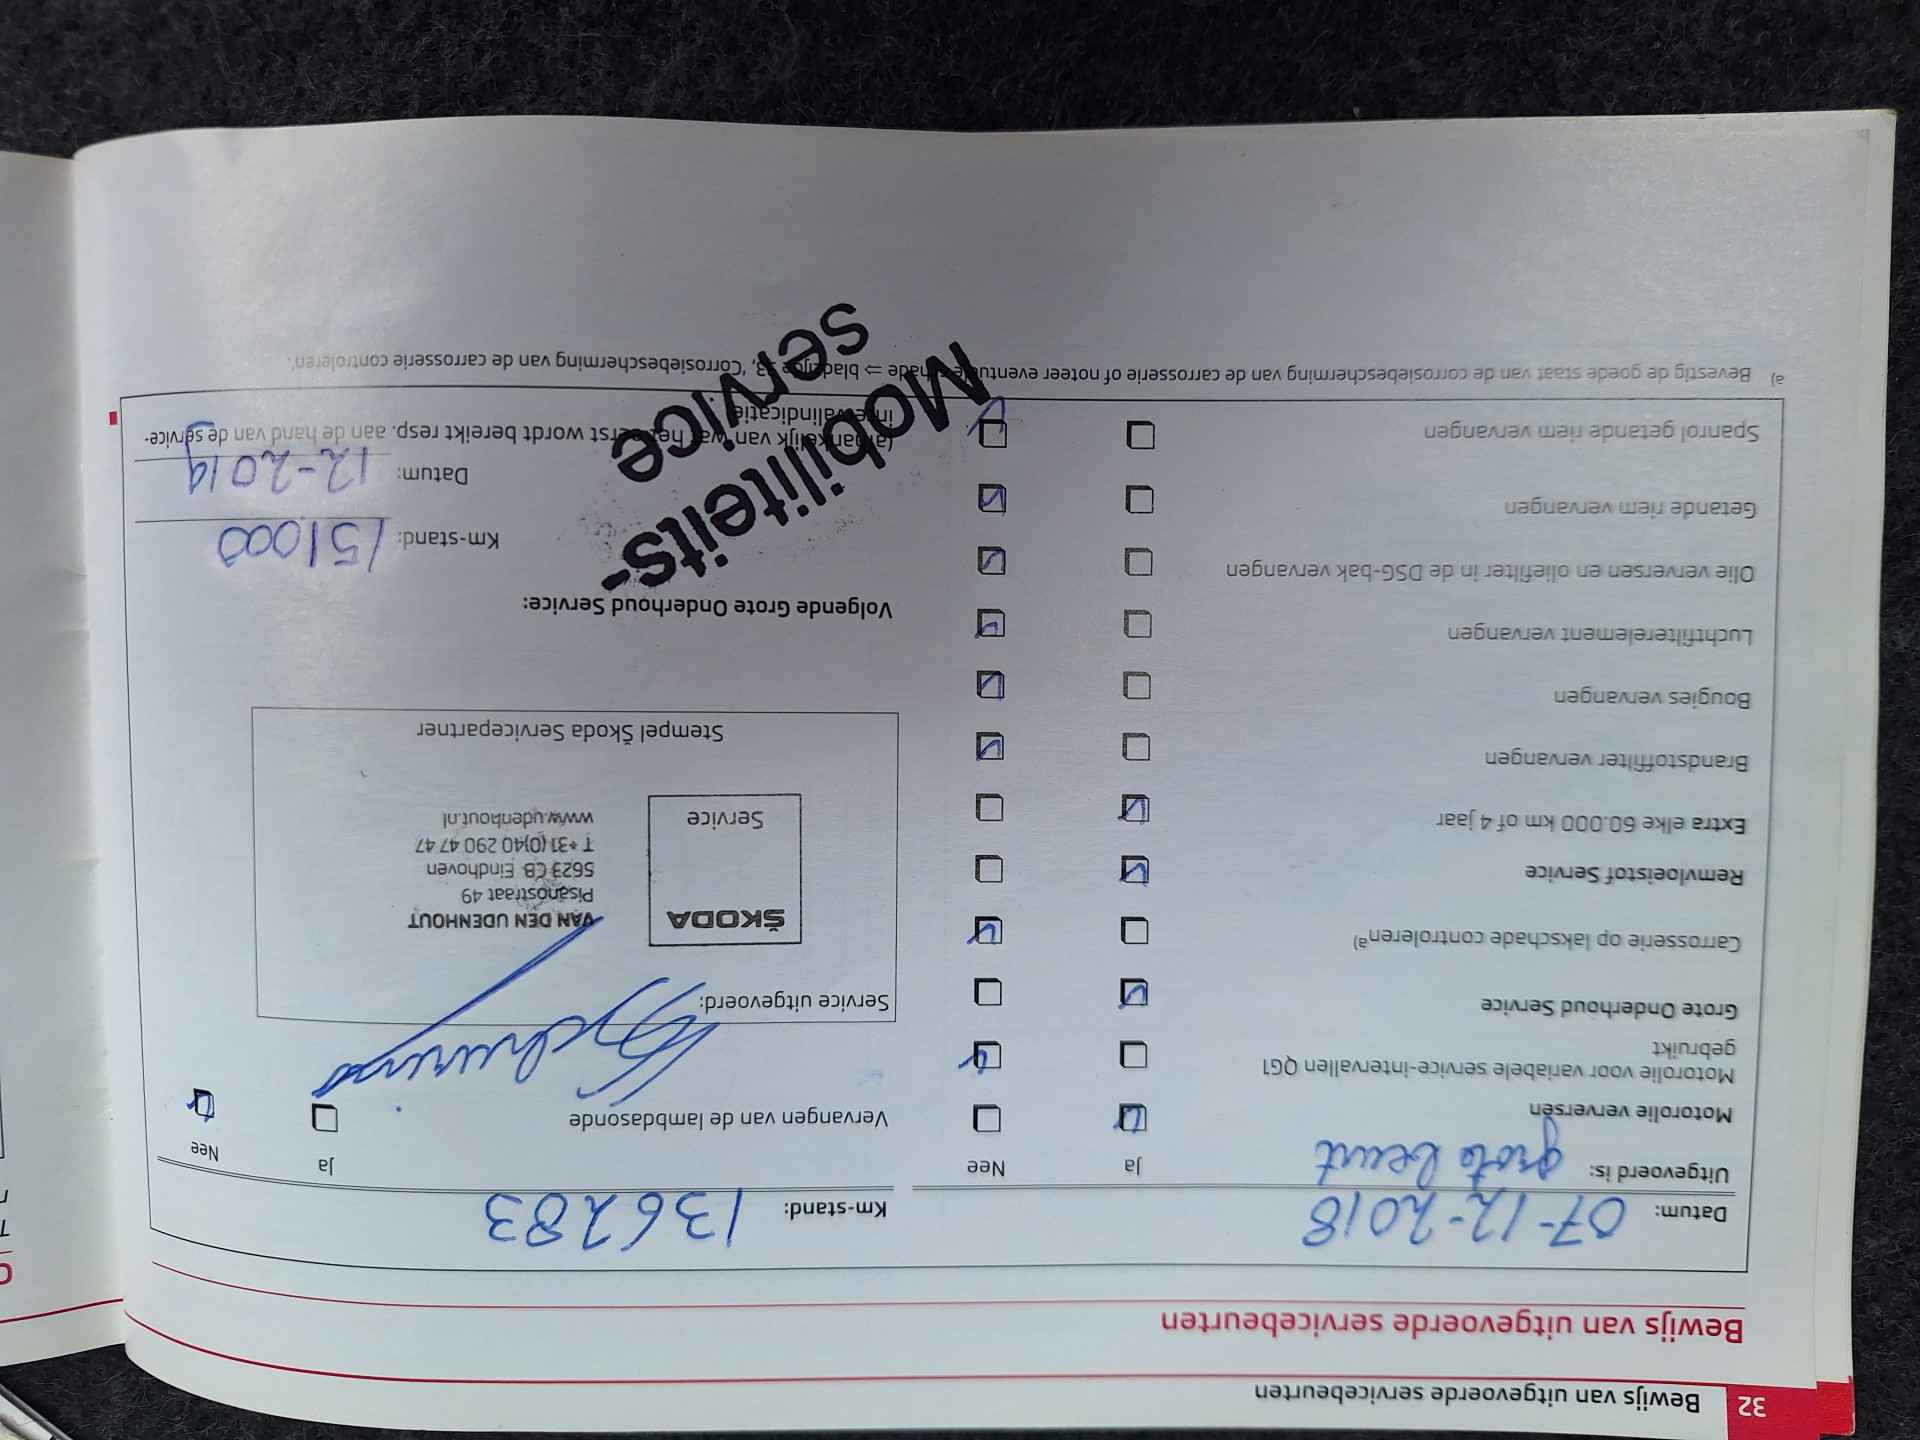 32
Bewijs van uitgevoerde servicebeurten
Bewijs van uitgevoerde servicebeurten
Datum: 07-12-2018
Km-stand: 136283
Uitgevoerd is: grote beurt
Ja
Nee
Motorolie verversen
Motorolie voor variabele service-intervallen QG1
gebruikt
Grote Onderhoud Service
Carrosserie op lakschade controleren a)
Remvloeistof Service
Extra elke 60.000 km of 4 jaar
Brandstoffilter vervangen
Bougies vervangen
Luchtfilterelement vervangen
Olie verversen en oliefilter in de DSG-bak vervangen
Getande riem vervangen
Spanrol getande riem vervangen
Ja
Nee
Vervangen van de lambdasonde
Service uitgevoerd:
ŠKODA
Service
VAN DEN UDENHOUT
Pisanostraat 49
5623 CB Eindhoven
T +31 (0)40 290 47 47
www.udenhout.nl
Stempel Škoda Servicepartner
Volgende Grote Onderhoud Service:
Km-stand: 151000
Datum: 12-2019
(afhankelijk van wat het eerst wordt bereikt resp. aan de hand van de service-
intervalindicatie)
Mobiliteits-
service
a) Bevestig de goede staat van de corrosiebescherming van de carrosserie of noteer eventuele schade ⇒ bladzijde 33, 'Corrosiebescherming van de carrosserie controleren'.